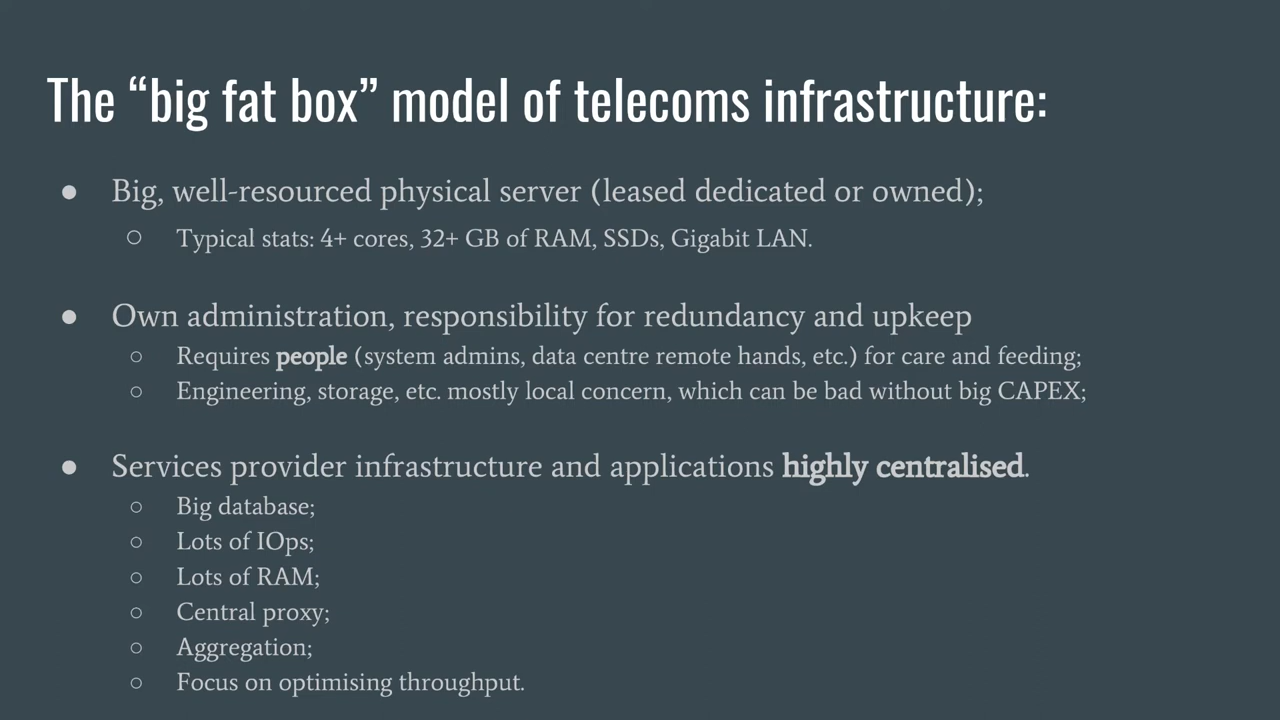 The “big fat box” model of telecoms infrastructure:
● Big, well-resourced physical server (leased dedicated or owned);
○ Typical stats: 4+ cores, 32+ GB of RAM, SSDs, Gigabit LAN.
● Own administration, responsibility for redundancy and upkeep
○ Requires people (system admins, data centre remote hands, etc.) for care and feeding;
○ Engineering, storage, etc. mostly local concern, which can be bad without big CAPEX;
● Services provider infrastructure and applications highly centralised.
○ Big database;
○ Lots of IOps;
○ Lots of RAM;
○ Central proxy;
○ Aggregation;
○ Focus on optimising throughput.